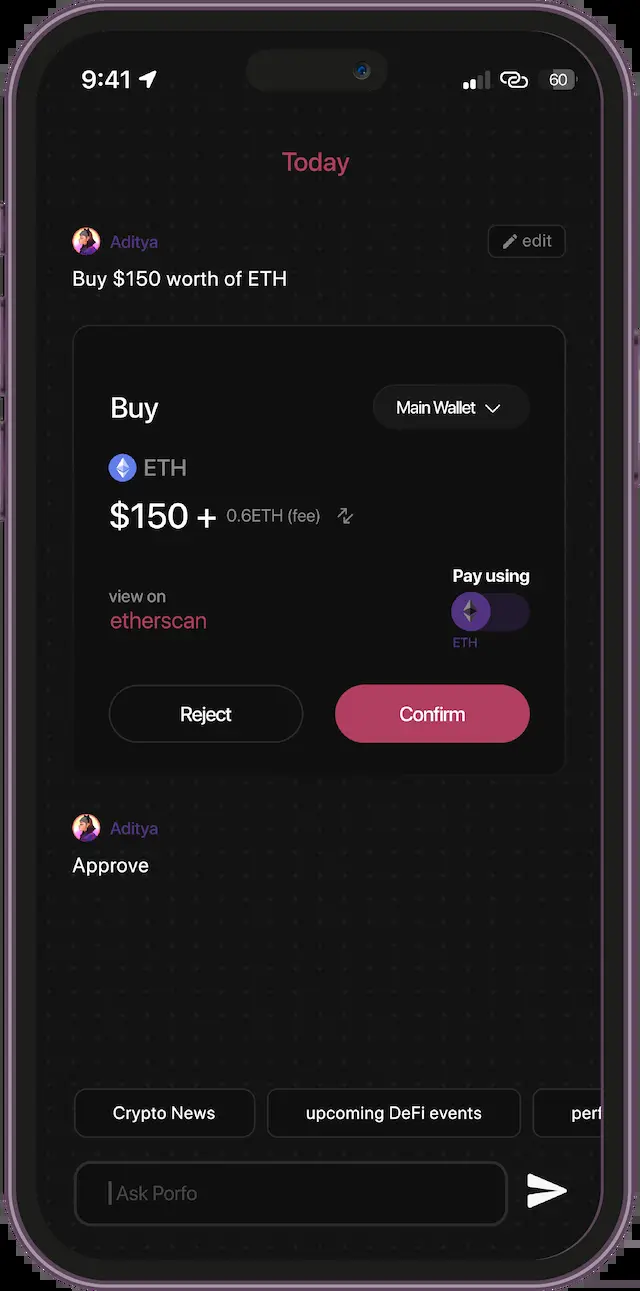 9:41
60
Today
Aditya
edit
Buy $150 worth of ETH
Buy
Main Wallet
ETH
$150 + 0.6ETH (fee)
Pay using
view on
etherscan
ETH
Reject
Confirm
Aditya
Approve
Crypto News
upcoming DeFi events
perf
Ask Porfo